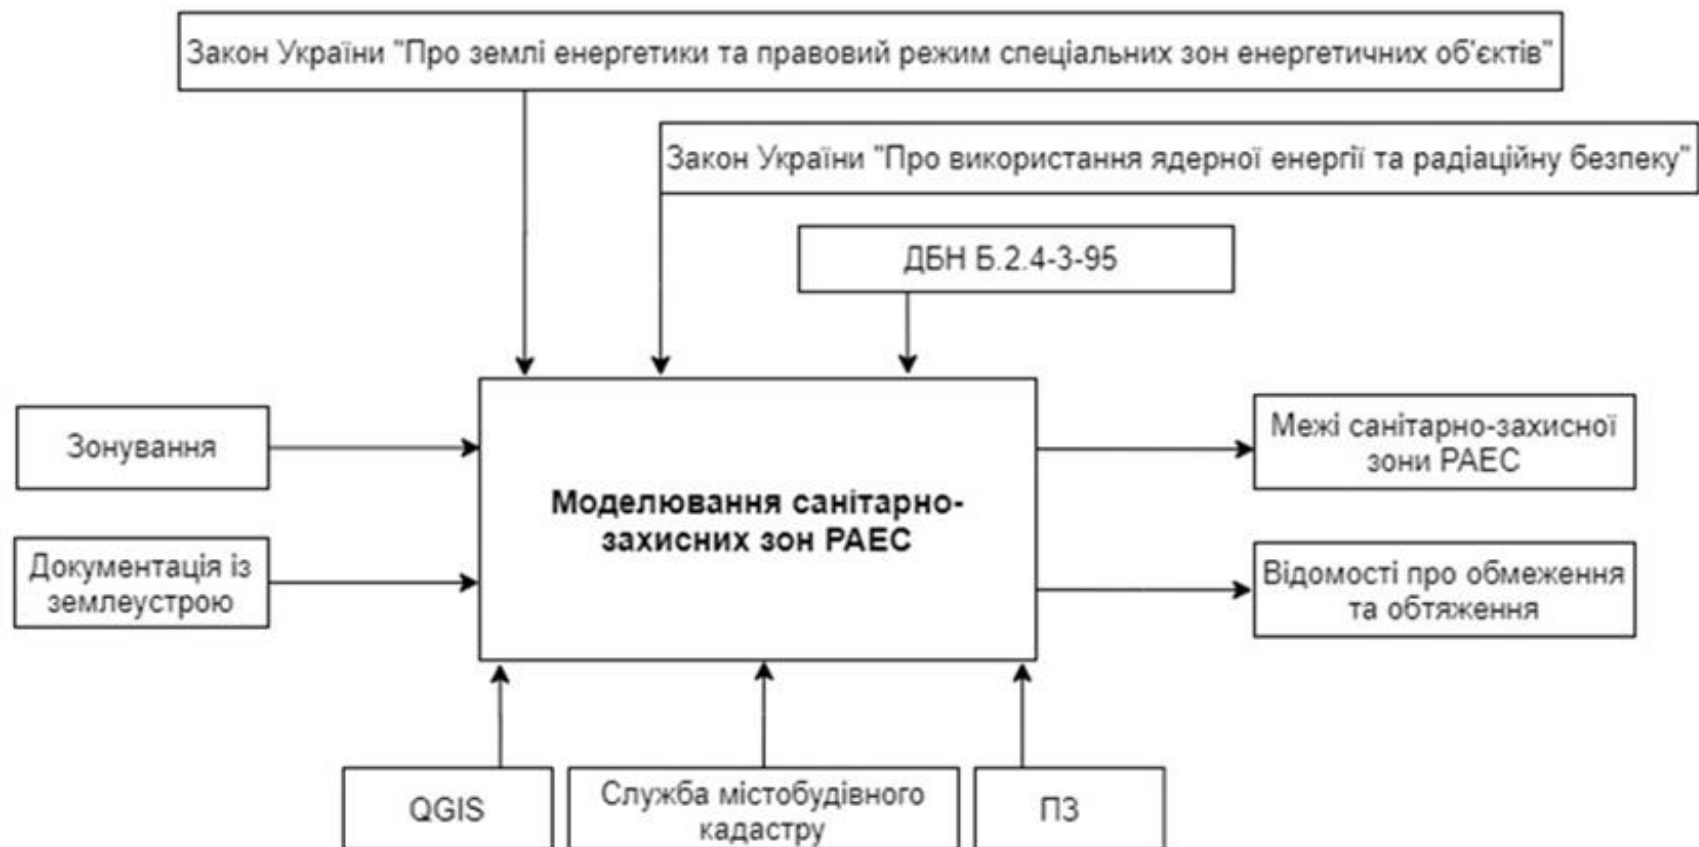 Закон України "Про землі енергетики та правовий режим спеціальних зон енергетичних об'єктів"
Закон України "Про використання ядерної енергії та радіаційну безпеку"
ДБН Б.2.4-3-95
Зонування
Документація із
землеустрою
Моделювання санітарно-
захисних зон РАЕС
Межі санітарно-захисної
зони РАЕС
Відомості про обмеження
та обтяження
QGIS
Служба містобудівного
кадастру
ПЗ